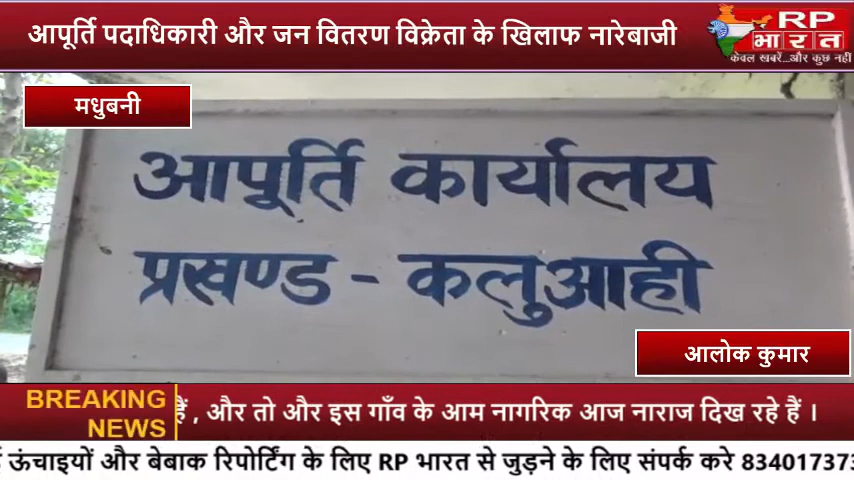 आपूर्ति पदाधिकारी और जन वितरण विक्रेता के खिलाफ नारेबाजी
RP
भारत
केवल खबरें...और कुछ नहीं
मधुबनी
आपूर्ति कार्यालय
प्रखण्ड - कलुआही
आलोक कुमार
BREAKING
NEWS
हैं , और तो और इस गाँव के आम नागरिक आज नाराज दिख रहे हैं ।
ऊंचाइयों और बेबाक रिपोर्टिंग के लिए RP भारत से जुड़ने के लिए संपर्क करे 834017373